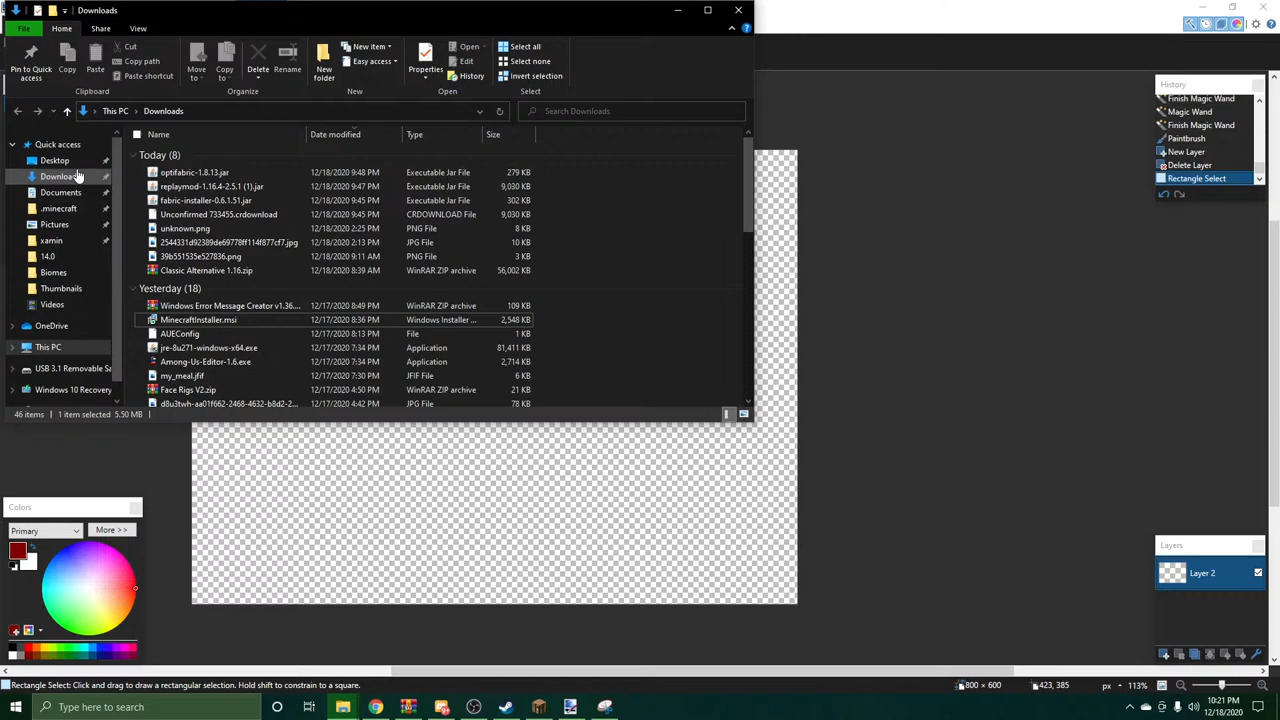 Downloads
File Home Share View
Pin to Quick access
Copy
Paste
Cut
Copy path
Paste shortcut
Clipboard
Move to
Copy to
Delete
Rename
Organize
New folder
New item
Easy access
New
Properties
Open
Edit
History
Open
Select all
Select none
Invert selection
Select
This PC Downloads
Search Downloads
Name Date modified Type Size
Quick access
Desktop
Downloads
Documents
.minecraft
Pictures
xamin
14.0
Biomes
Thumbnails
Videos
OneDrive
This PC
USB 3.1 Removable Sa
Windows 10 Recovery
Today (8)
optifabric-1.8.13.jar 12/18/2020 9:48 PM Executable Jar File 279 KB
replaymod-1.16.4-2.5.1 (1).jar 12/18/2020 9:47 PM Executable Jar File 9,030 KB
fabric-installer-0.6.1.51.jar 12/18/2020 9:45 PM Executable Jar File 302 KB
Unconfirmed 733455.crdownload 12/18/2020 9:45 PM CRDOWNLOAD File 9,030 KB
unknown.png 12/18/2020 2:25 PM PNG File 8 KB
2544331d92389de69778ff114f877cf7.jpg 12/18/2020 2:13 PM JPG File 10 KB
39b551535e527836.png 12/18/2020 9:11 AM PNG File 3 KB
Classic Alternative 1.16.zip 12/18/2020 8:39 AM WinRAR ZIP archive 56,002 KB
Yesterday (18)
Windows Error Message Creator v1.36.... 12/17/2020 8:49 PM WinRAR ZIP archive 109 KB
MinecraftInstaller.msi 12/17/2020 8:36 PM Windows Installer ... 2,548 KB
AUEConfig 12/17/2020 8:13 PM File 1 KB
jre-8u271-windows-x64.exe 12/17/2020 7:34 PM Application 81,411 KB
Among-Us-Editor-1.6.exe 12/17/2020 7:34 PM Application 2,714 KB
my_meal.jfif 12/17/2020 7:30 PM JFIF File 6 KB
Face Rigs V2.zip 12/17/2020 4:50 PM WinRAR ZIP archive 21 KB
d8u3twh-aa01f662-2468-4632-b8d2-2... 12/17/2020 4:42 PM JPG File 78 KB
46 items 1 item selected 5.50 MB
History
Finish Magic Wand
Magic Wand
Finish Magic Wand
Paintbrush
New Layer
Delete Layer
Rectangle Select
Colors
Primary
More >>
Layers
Layer 2
Rectangle Select: Click and drag to draw a rectangular selection. Hold shift to constrain to a square.
800 × 600
423, 385
px
113%
Type here to search
10:21 PM
12/18/2020